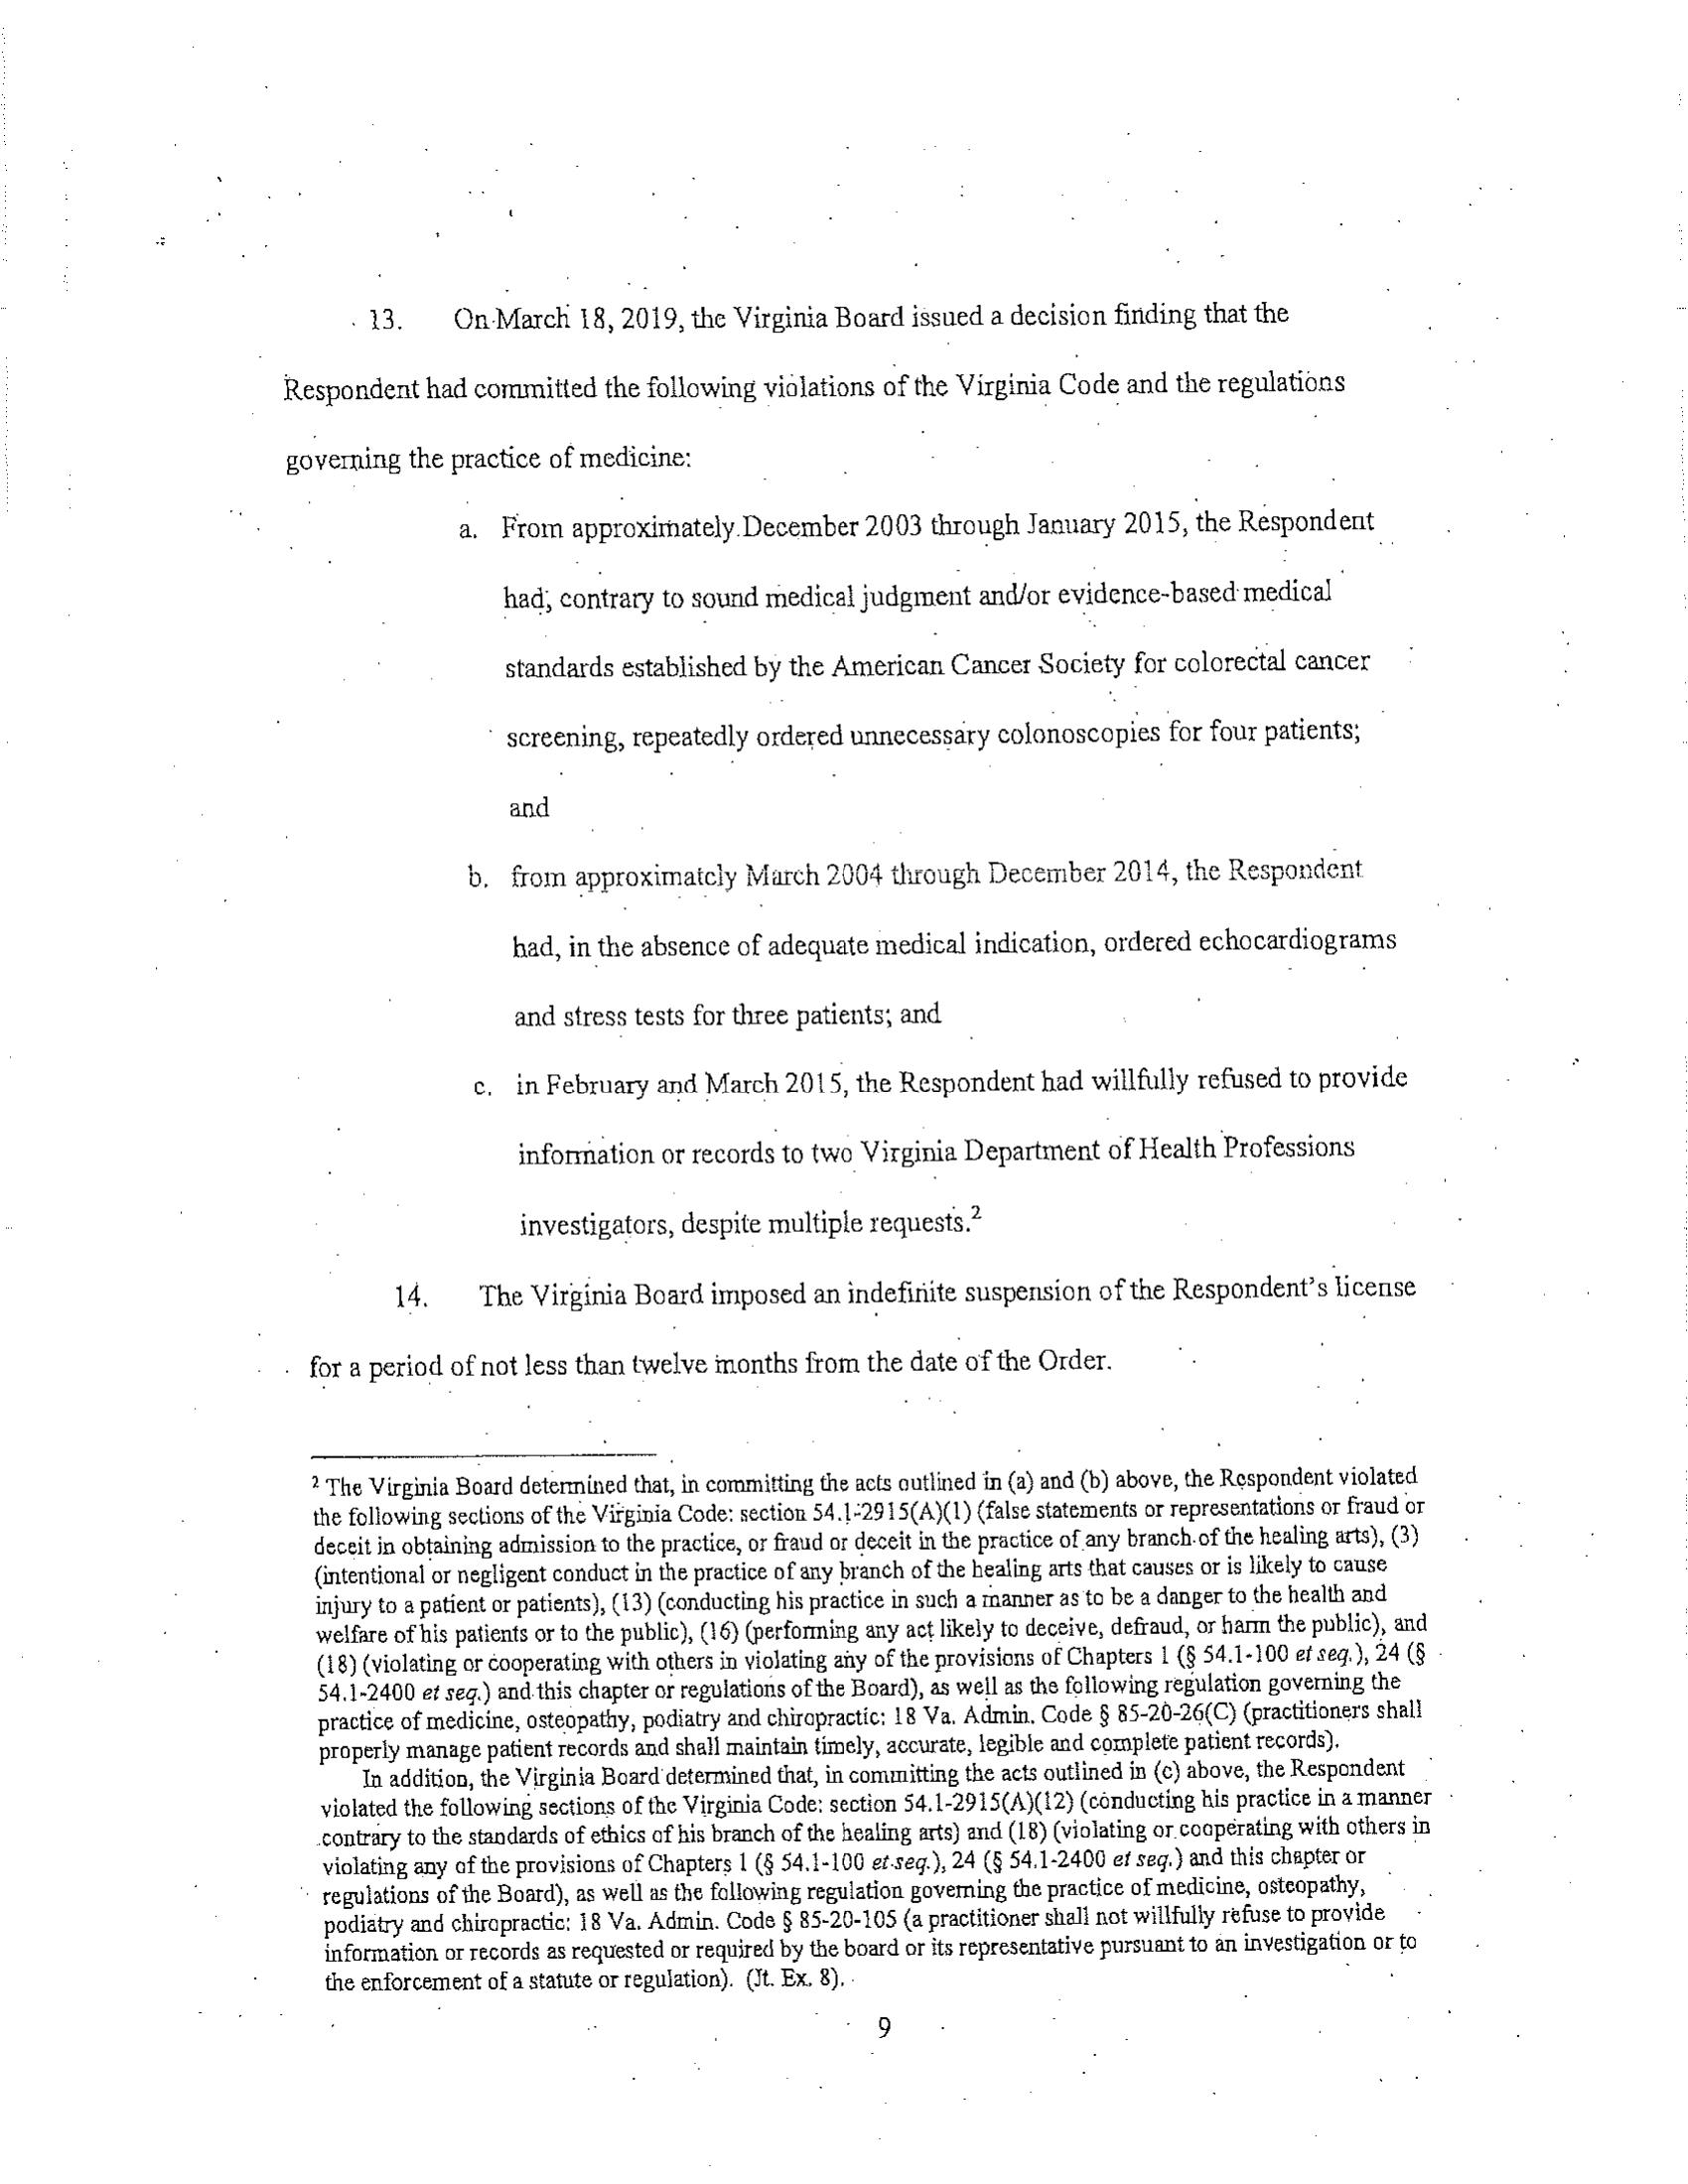 13. On March 18, 2019, the Virginia Board issued a decision finding that the
Respondent had committed the following violations of the Virginia Code and the regulations
governing the practice of medicine:
a. From approximately December 2003 through January 2015, the Respondent
had, contrary to sound medical judgment and/or evidence-based medical
standards established by the American Cancer Society for colorectal cancer
screening, repeatedly ordered unnecessary colonoscopies for four patients;
and
b. from approximately March 2004 through December 2014, the Respondent
had, in the absence of adequate medical indication, ordered echocardiograms
and stress tests for three patients; and
c. in February and March 2015, the Respondent had willfully refused to provide
information or records to two Virginia Department of Health Professions
investigators, despite multiple requests.²
14. The Virginia Board imposed an indefinite suspension of the Respondent's license
for a period of not less than twelve months from the date of the Order.
² The Virginia Board determined that, in committing the acts outlined in (a) and (b) above, the Respondent violated
the following sections of the Virginia Code: section 54.1-2915(A)(1) (false statements or representations or fraud or
deceit in obtaining admission to the practice, or fraud or deceit in the practice of any branch of the healing arts), (3)
(intentional or negligent conduct in the practice of any branch of the healing arts that causes or is likely to cause
injury to a patient or patients), (13) (conducting his practice in such a manner as to be a danger to the health and
welfare of his patients or to the public), (16) (performing any act likely to deceive, defraud, or harm the public), and
(18) (violating or cooperating with others in violating any of the provisions of Chapters 1 (§ 54.1-100 et seq.), 24 (§
54.1-2400 et seq.) and this chapter or regulations of the Board), as well as the following regulation governing the
practice of medicine, osteopathy, podiatry and chiropractic: 18 Va. Admin. Code § 85-20-26(C) (practitioners shall
properly manage patient records and shall maintain timely, accurate, legible and complete patient records).
In addition, the Virginia Board determined that, in committing the acts outlined in (c) above, the Respondent
violated the following sections of the Virginia Code: section 54.1-2915(A)(12) (conducting his practice in a manner
contrary to the standards of ethics of his branch of the healing arts) and (18) (violating or cooperating with others in
violating any of the provisions of Chapters 1 (§ 54.1-100 et seq.), 24 (§ 54.1-2400 et seq.) and this chapter or
regulations of the Board), as well as the following regulation governing the practice of medicine, osteopathy,
podiatry and chiropractic: 18 Va. Admin. Code § 85-20-105 (a practitioner shall not willfully refuse to provide
information or records as requested or required by the board or its representative pursuant to an investigation or to
the enforcement of a statute or regulation). (Jt. Ex. 8).
9